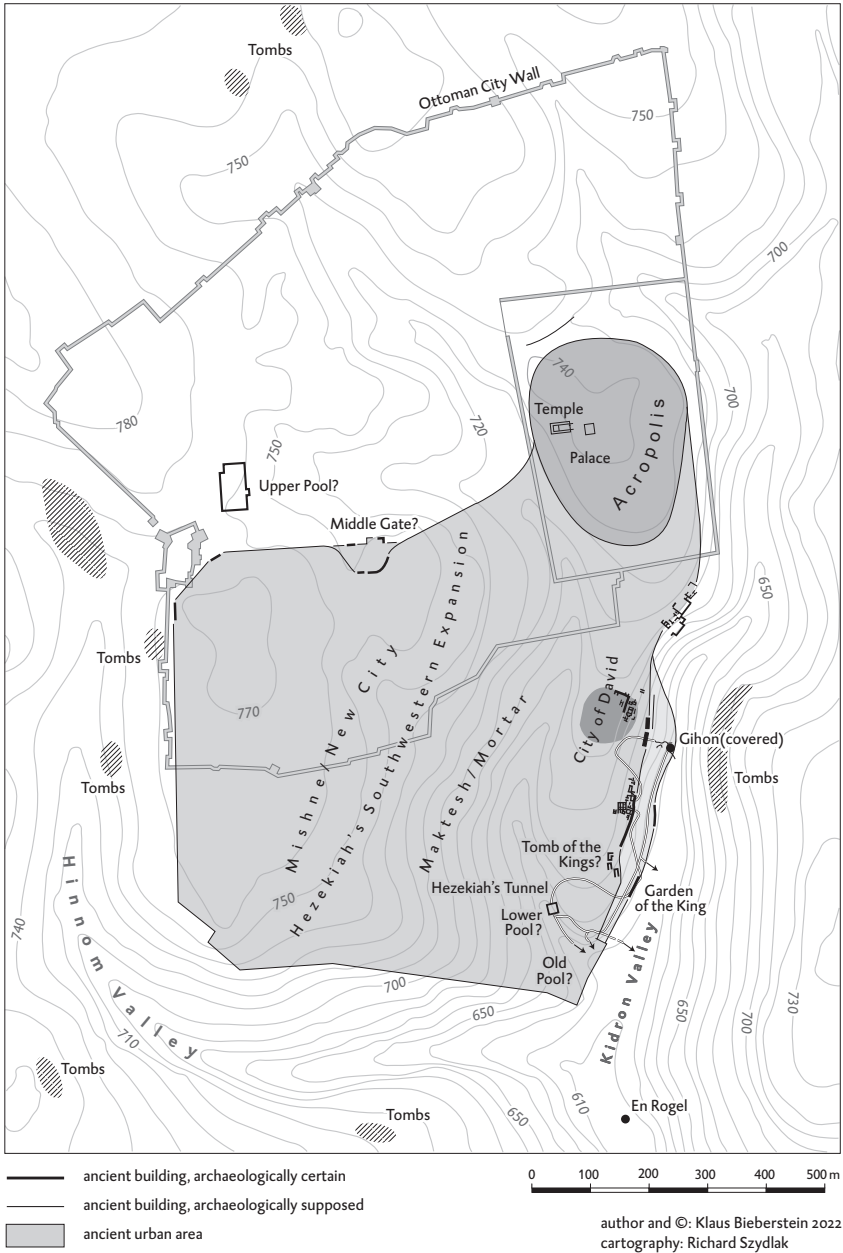 Tombs
Ottoman City Wall
750
750
700
740
700
Temple
Palace
Acropolis
720
780
750
Upper Pool?
Middle Gate?
650
Tombs
770
Mishne/New City
Hezekiah's Southwestern Expansion
Maktesh/Mortar
City of David
Gihon (covered)
Tombs
Tombs
Tomb of the
Kings?
Hezekiah's Tunnel
Garden
of the King
Lower
Pool?
Old
Pool?
750
740
Hinnom Valley
710
700
650
Kidron Valley
650
700
730
Tombs
Tombs
650
610
En Rogel
ancient building, archaeologically certain
ancient building, archaeologically supposed
ancient urban area
0 100 200 300 400 500 m
author and ©: Klaus Bieberstein 2022
cartography: Richard Szydlak